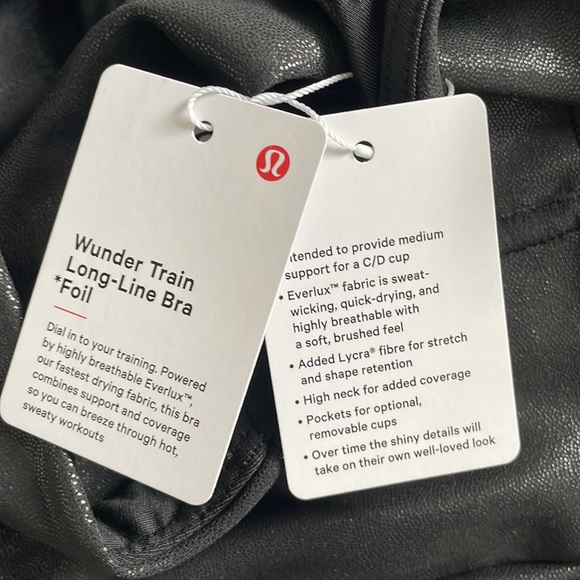 Wunder Train
Long-Line Bra
*Foil
Dial in to your training. Powered
by highly breathable Everlux™,
our fastest drying fabric, this bra
combines support and coverage
so you can breeze through hot,
sweaty workouts
ntended to provide medium
support for a C/D cup
• Everlux™ fabric is sweat-
wicking, quick-drying, and
highly breathable with
a soft, brushed feel
• Added Lycra® fibre for stretch
and shape retention
• High neck for added coverage
• Pockets for optional,
removable cups
• Over time the shiny details will
take on their own well-loved look